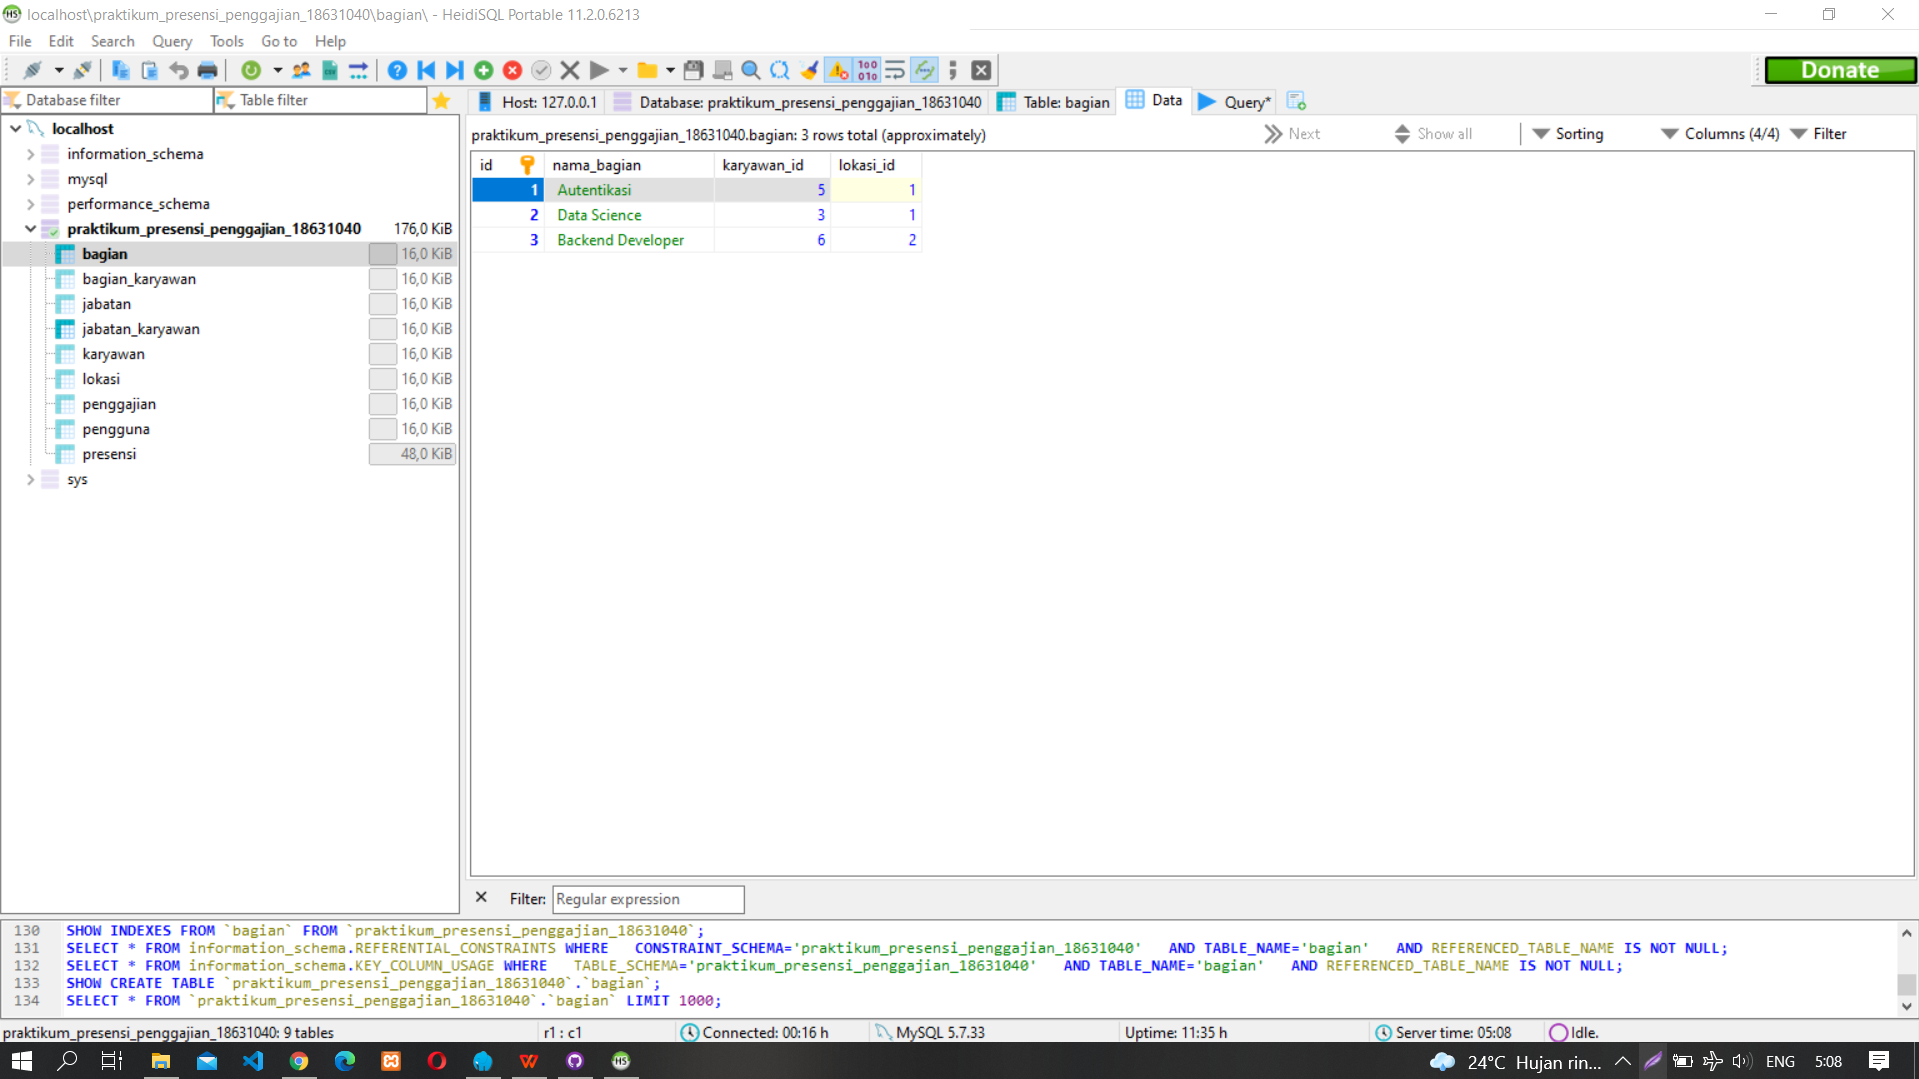 localhost\praktikum_presensi_penggajian_18631040\bagian\ - HeidiSQL Portable 11.2.0.6213
File Edit Search Query Tools Go to Help
Donate
Database filter Table filter
Host: 127.0.0.1 Database: praktikum_presensi_penggajian_18631040 Table: bagian Data Query*
localhost
information_schema
mysql
performance_schema
praktikum_presensi_penggajian_18631040 176,0 KiB
bagian 16,0 KiB
bagian_karyawan 16,0 KiB
jabatan 16,0 KiB
jabatan_karyawan 16,0 KiB
karyawan 16,0 KiB
lokasi 16,0 KiB
penggajian 16,0 KiB
pengguna 16,0 KiB
presensi 48,0 KiB
sys
praktikum_presensi_penggajian_18631040.bagian: 3 rows total (approximately) Next Show all Sorting Columns (4/4) Filter
id nama_bagian karyawan_id lokasi_id
1 Autentikasi 5 1
2 Data Science 3 1
3 Backend Developer 6 2
Filter: Regular expression
130 SHOW INDEXES FROM `bagian` FROM `praktikum_presensi_penggajian_18631040`;
131 SELECT * FROM information_schema.REFERENTIAL_CONSTRAINTS WHERE CONSTRAINT_SCHEMA='praktikum_presensi_penggajian_18631040' AND TABLE_NAME='bagian' AND REFERENCED_TABLE_NAME IS NOT NULL;
132 SELECT * FROM information_schema.KEY_COLUMN_USAGE WHERE TABLE_SCHEMA='praktikum_presensi_penggajian_18631040' AND TABLE_NAME='bagian' AND REFERENCED_TABLE_NAME IS NOT NULL;
133 SHOW CREATE TABLE `praktikum_presensi_penggajian_18631040`.`bagian`;
134 SELECT * FROM `praktikum_presensi_penggajian_18631040`.`bagian` LIMIT 1000;
praktikum_presensi_penggajian_18631040: 9 tables r1 : c1 Connected: 00:16 h MySQL 5.7.33 Uptime: 11:35 h Server time: 05:08 Idle.
24°C Hujan rin... ENG 5:08